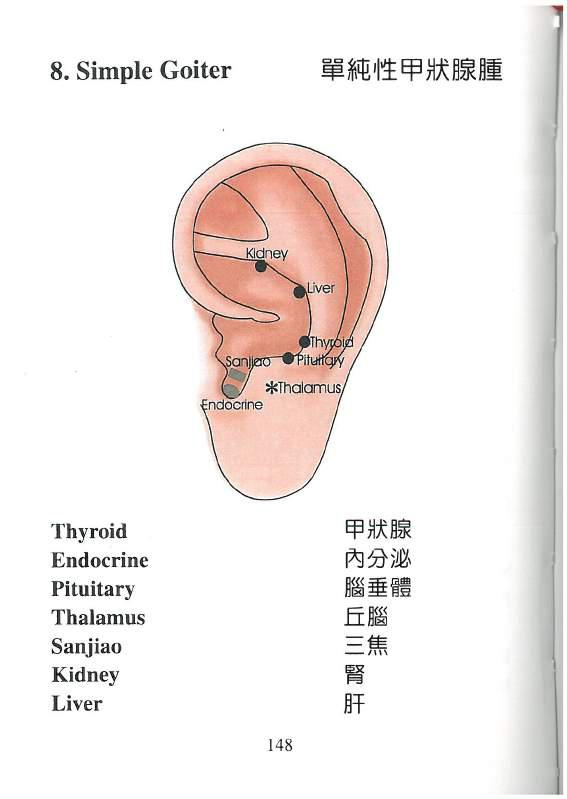 8. Simple Goiter 單純性甲狀腺腫
Kidney
Liver
Thyroid
Sanjiao Pituitary
Thalamus
Endocrine
Thyroid 甲狀腺
Endocrine 內分泌
Pituitary 腦垂體
Thalamus 丘腦
Sanjiao 三焦
Kidney 腎
Liver 肝
148